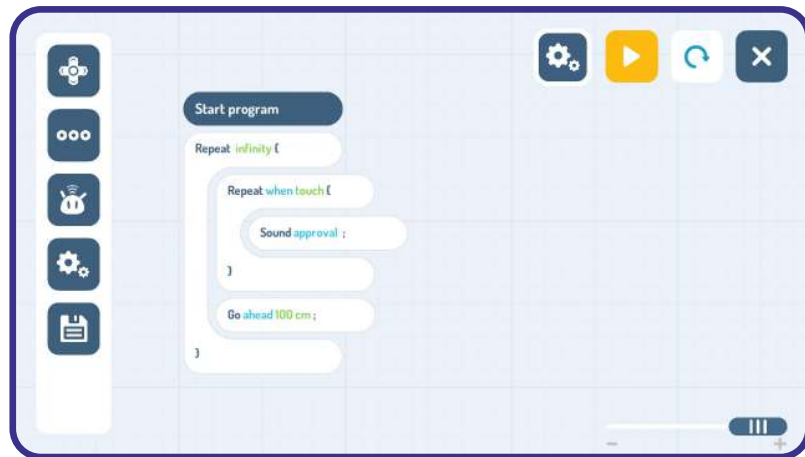 Start program
Repeat infinity {
Repeat when touch {
Sound approval ;
}
Go ahead 100 cm ;
}